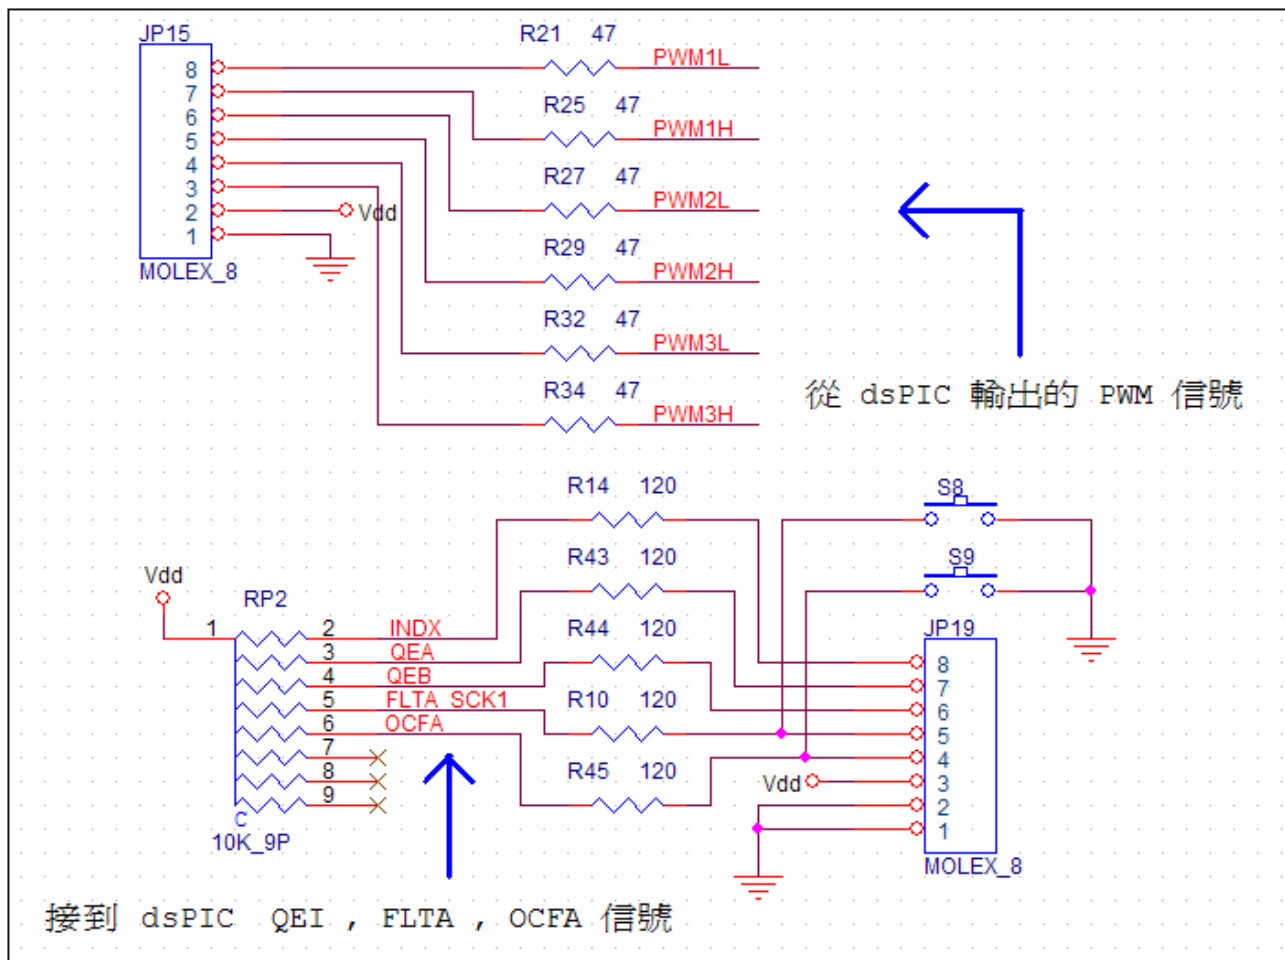 JP15
R21 47
PWM1L
8
7
R25 47
PWM1H
6
5
R27 47
PWM2L
4
3
2
Vdd
1
R29 47
PWM2H
MOLEX_8
R32 47
PWM3L
R34 47
PWM3H
從 dsPIC 輸出的 PWM 信號
R14 120
S8
R43 120
S9
Vdd
RP2
R44 120
JP19
1
2 INDX
3 QEA
4 QEB
5 FLTA_SCK1
6 OCFA
7
8
9
R10 120
R45 120
8
7
6
5
4
Vdd
3
2
1
C
10K_9P
MOLEX_8
接到 dsPIC QEI , FLTA , OCFA 信號